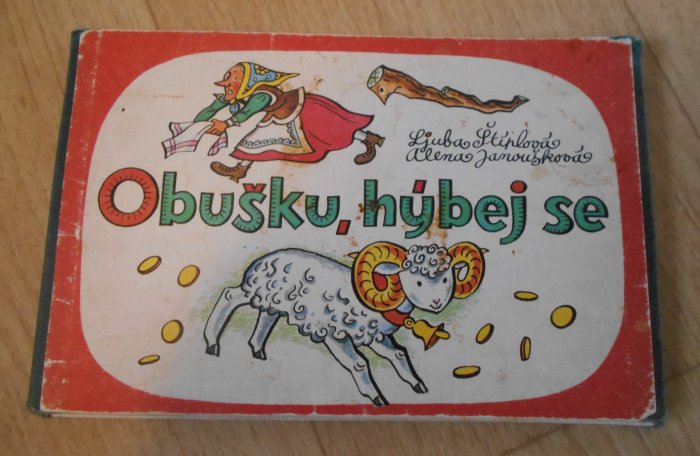 Ljuba Štíplová
Alena Janoušková
Obušku, hýbej se